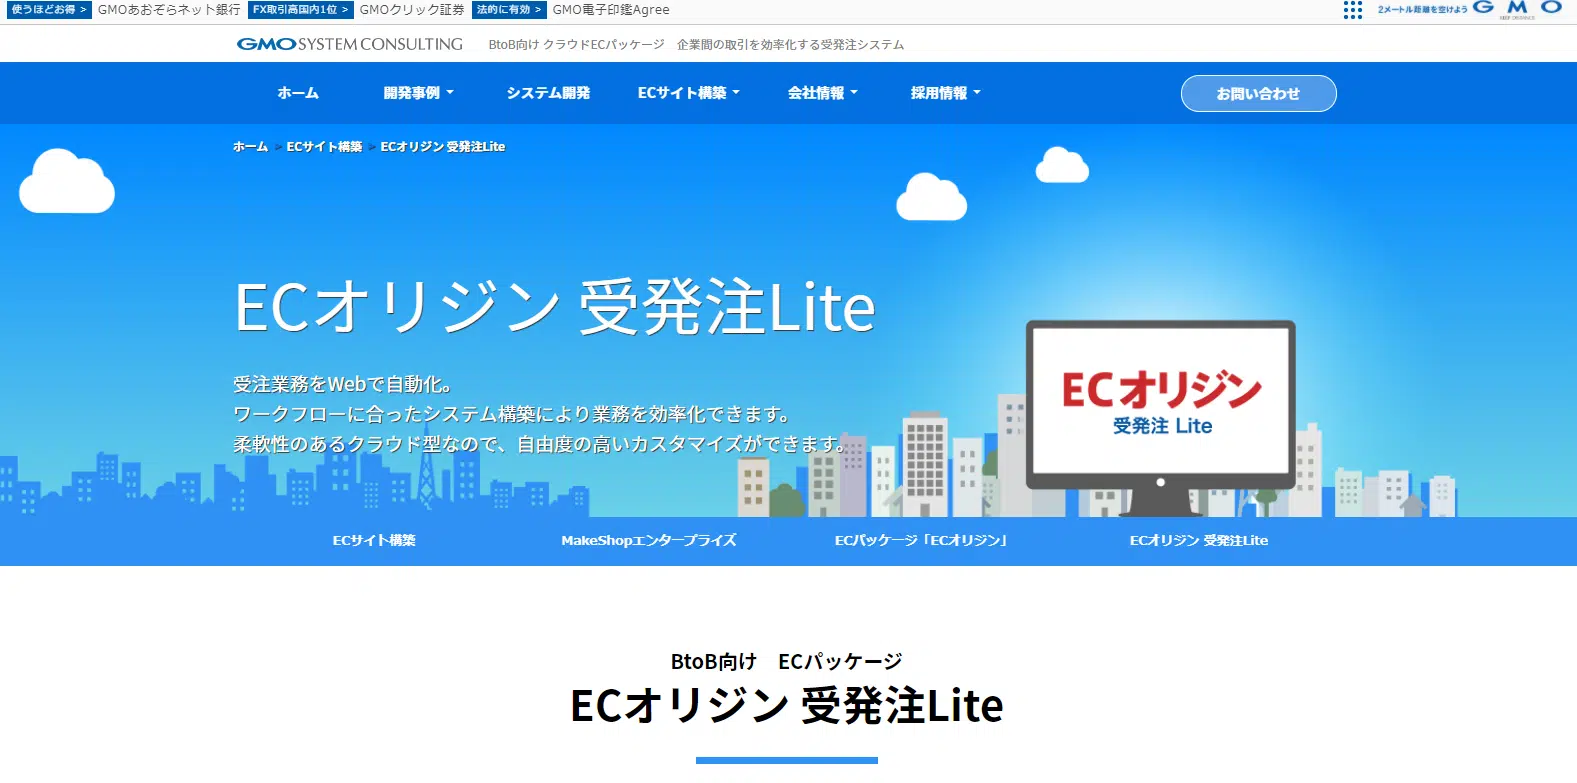 使うほどお得 > GMOあおぞらネット銀行 FX取引高国内1位 > GMOクリック証券 法的に有効 > GMO電子印鑑Agree
2メートル距離を空けよう G M O
KEEP DISTANCE
GMO SYSTEM CONSULTING BtoB向け クラウドECパッケージ 企業間の取引を効率化する受発注システム
ホーム 開発事例 システム開発 ECサイト構築 会社情報 採用情報 お問い合わせ
ホーム > ECサイト構築 > ECオリジン 受発注Lite
ECオリジン 受発注Lite
受注業務をWebで自動化。
ワークフローに合ったシステム構築により業務を効率化できます。
柔軟性のあるクラウド型なので、自由度の高いカスタマイズができます。
ECオリジン
受発注 Lite
ECサイト構築 MakeShopエンタープライズ ECパッケージ「ECオリジン」 ECオリジン 受発注Lite
BtoB向け ECパッケージ
ECオリジン 受発注Lite